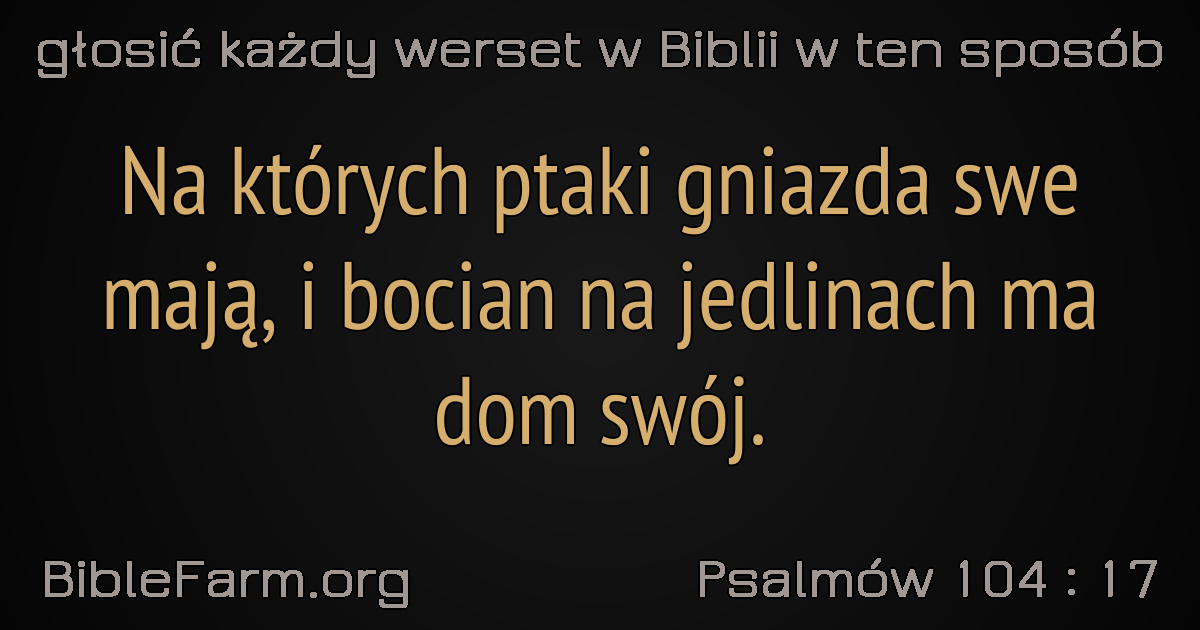 głosić każdy werset w Biblii w ten sposób
Na których ptaki gniazda swe
mają, i bocian na jedlinach ma
dom swój.
BibleFarm.org
Psalmów 104 : 17